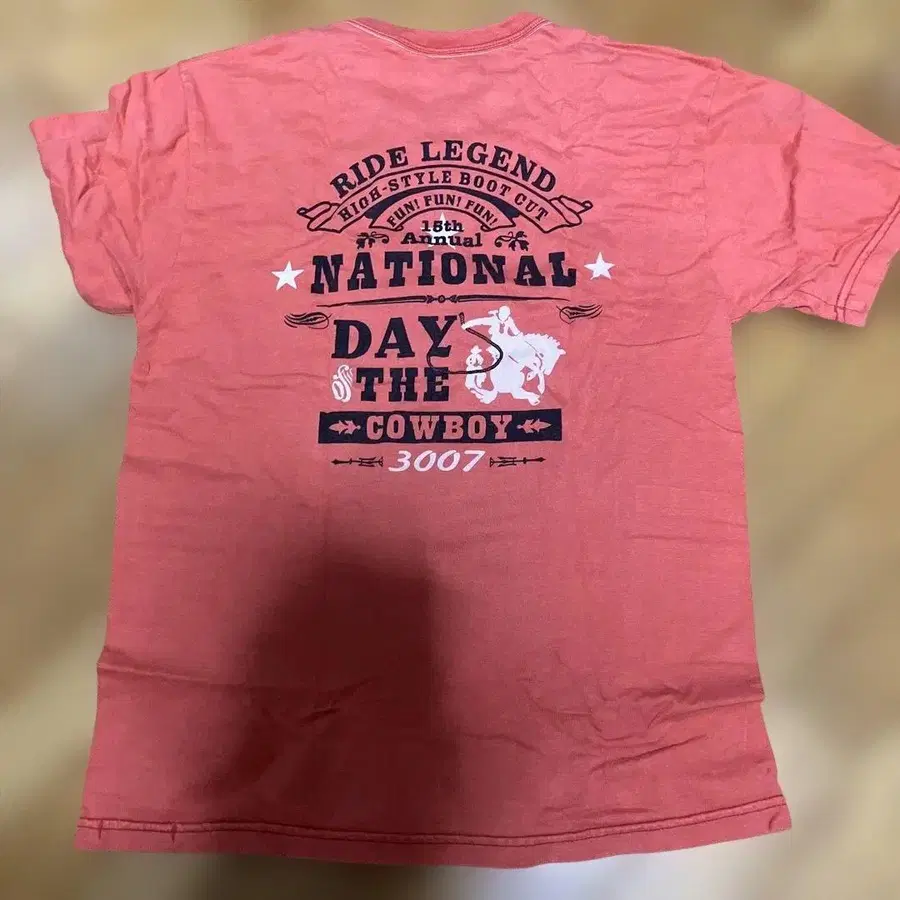 RIDE LEGEND
HIGH-STYLE BOOT CUT
FUN! FUN! FUN!
15th
Annual
NATIONAL
DAY
of THE
COWBOY
3007